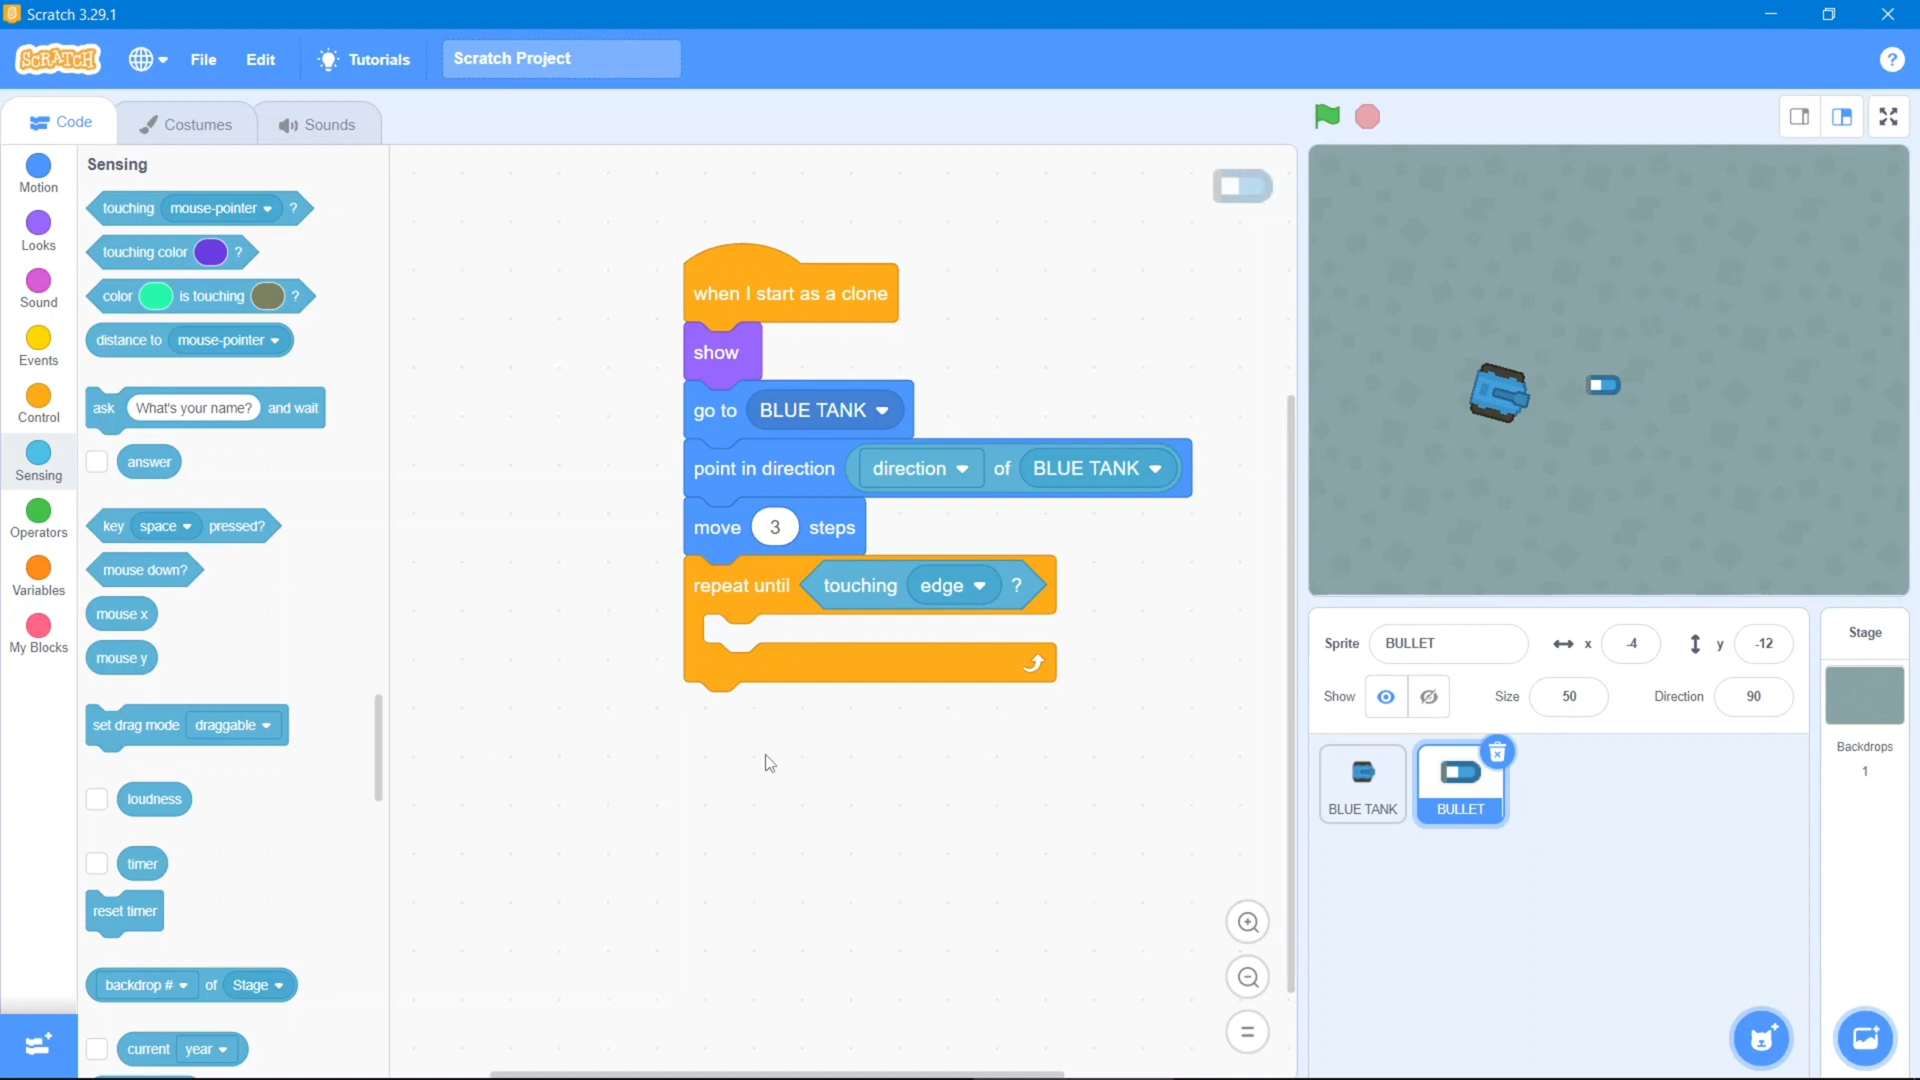 Scratch 3.29.1
SCRATCH File Edit Tutorials Scratch Project ?
Code Costumes Sounds
Motion
Looks
Sound
Events
Control
Sensing
Operators
Variables
My Blocks
Sensing
touching mouse-pointer ?
touching color ?
color is touching ?
distance to mouse-pointer
ask What's your name? and wait
answer
key space pressed?
mouse down?
mouse x
mouse y
set drag mode draggable
loudness
timer
reset timer
backdrop # of Stage
current year
when I start as a clone
show
go to BLUE TANK
point in direction direction of BLUE TANK
move 3 steps
repeat until touching edge ?
Sprite BULLET x -4 y -12
Show Size 50 Direction 90
BLUE TANK
BULLET
Stage
Backdrops
1